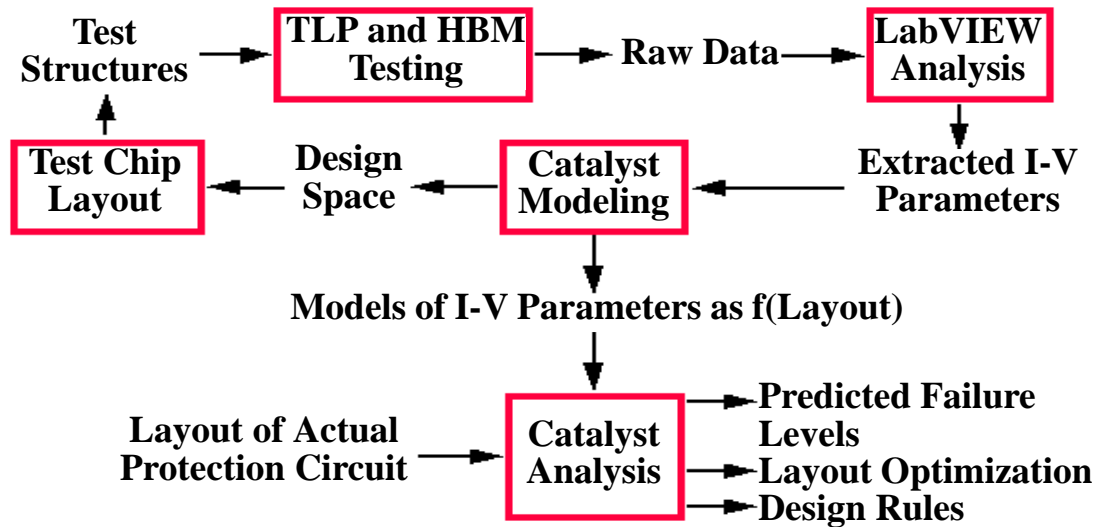 Test
Structures
TLP and HBM
Testing
Raw Data
LabVIEW
Analysis
Test Chip
Layout
Design
Space
Catalyst
Modeling
Extracted I-V
Parameters
Models of I-V Parameters as f(Layout)
Layout of Actual
Protection Circuit
Catalyst
Analysis
Predicted Failure
Levels
Layout Optimization
Design Rules